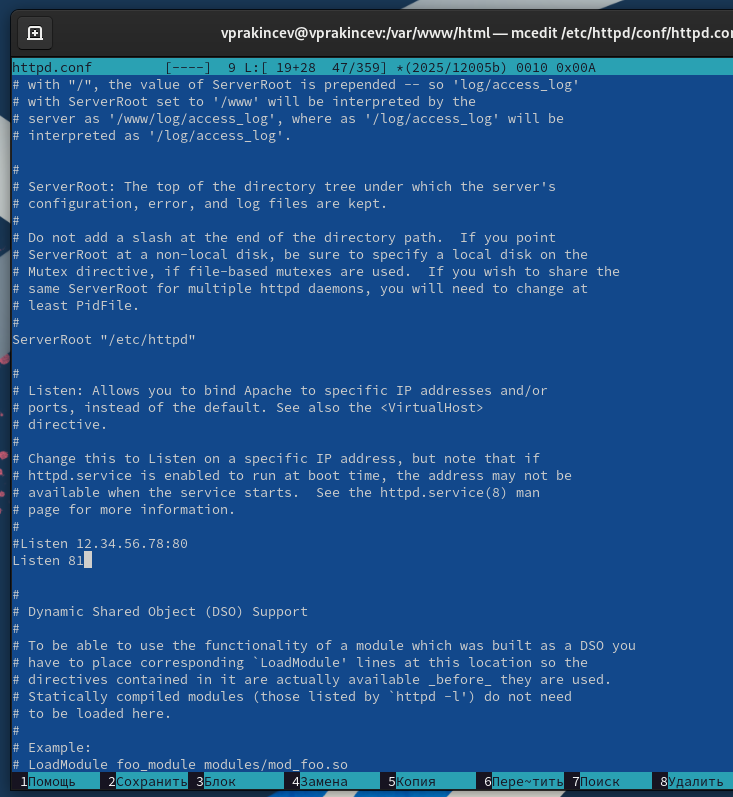 vprakincev@vprakincev:/var/www/html — mcedit /etc/httpd/conf/httpd.co
httpd.conf [----] 9 L:[ 19+28 47/359] *(2025/12005b) 0010 0x00A
# with "/", the value of ServerRoot is prepended -- so 'log/access_log'
# with ServerRoot set to '/www' will be interpreted by the
# server as '/www/log/access_log', where as '/log/access_log' will be
# interpreted as '/log/access_log'.
#
# ServerRoot: The top of the directory tree under which the server's
# configuration, error, and log files are kept.
#
# Do not add a slash at the end of the directory path.  If you point
# ServerRoot at a non-local disk, be sure to specify a local disk on the
# Mutex directive, if file-based mutexes are used.  If you wish to share the
# same ServerRoot for multiple httpd daemons, you will need to change at
# least PidFile.
#
ServerRoot "/etc/httpd"
#
# Listen: Allows you to bind Apache to specific IP addresses and/or
# ports, instead of the default. See also the <VirtualHost>
# directive.
#
# Change this to Listen on a specific IP address, but note that if
# httpd.service is enabled to run at boot time, the address may not be
# available when the service starts.  See the httpd.service(8) man
# page for more information.
#
#Listen 12.34.56.78:80
Listen 81
#
# Dynamic Shared Object (DSO) Support
#
# To be able to use the functionality of a module which was built as a DSO you
# have to place corresponding `LoadModule' lines at this location so the
# directives contained in it are actually available _before_ they are used.
# Statically compiled modules (those listed by `httpd -l') do not need
# to be loaded here.
#
# Example:
# LoadModule foo_module modules/mod_foo.so
1Помощь 2Сохранить 3Блок 4Замена 5Копия 6Пере~тить 7Поиск 8Удалить